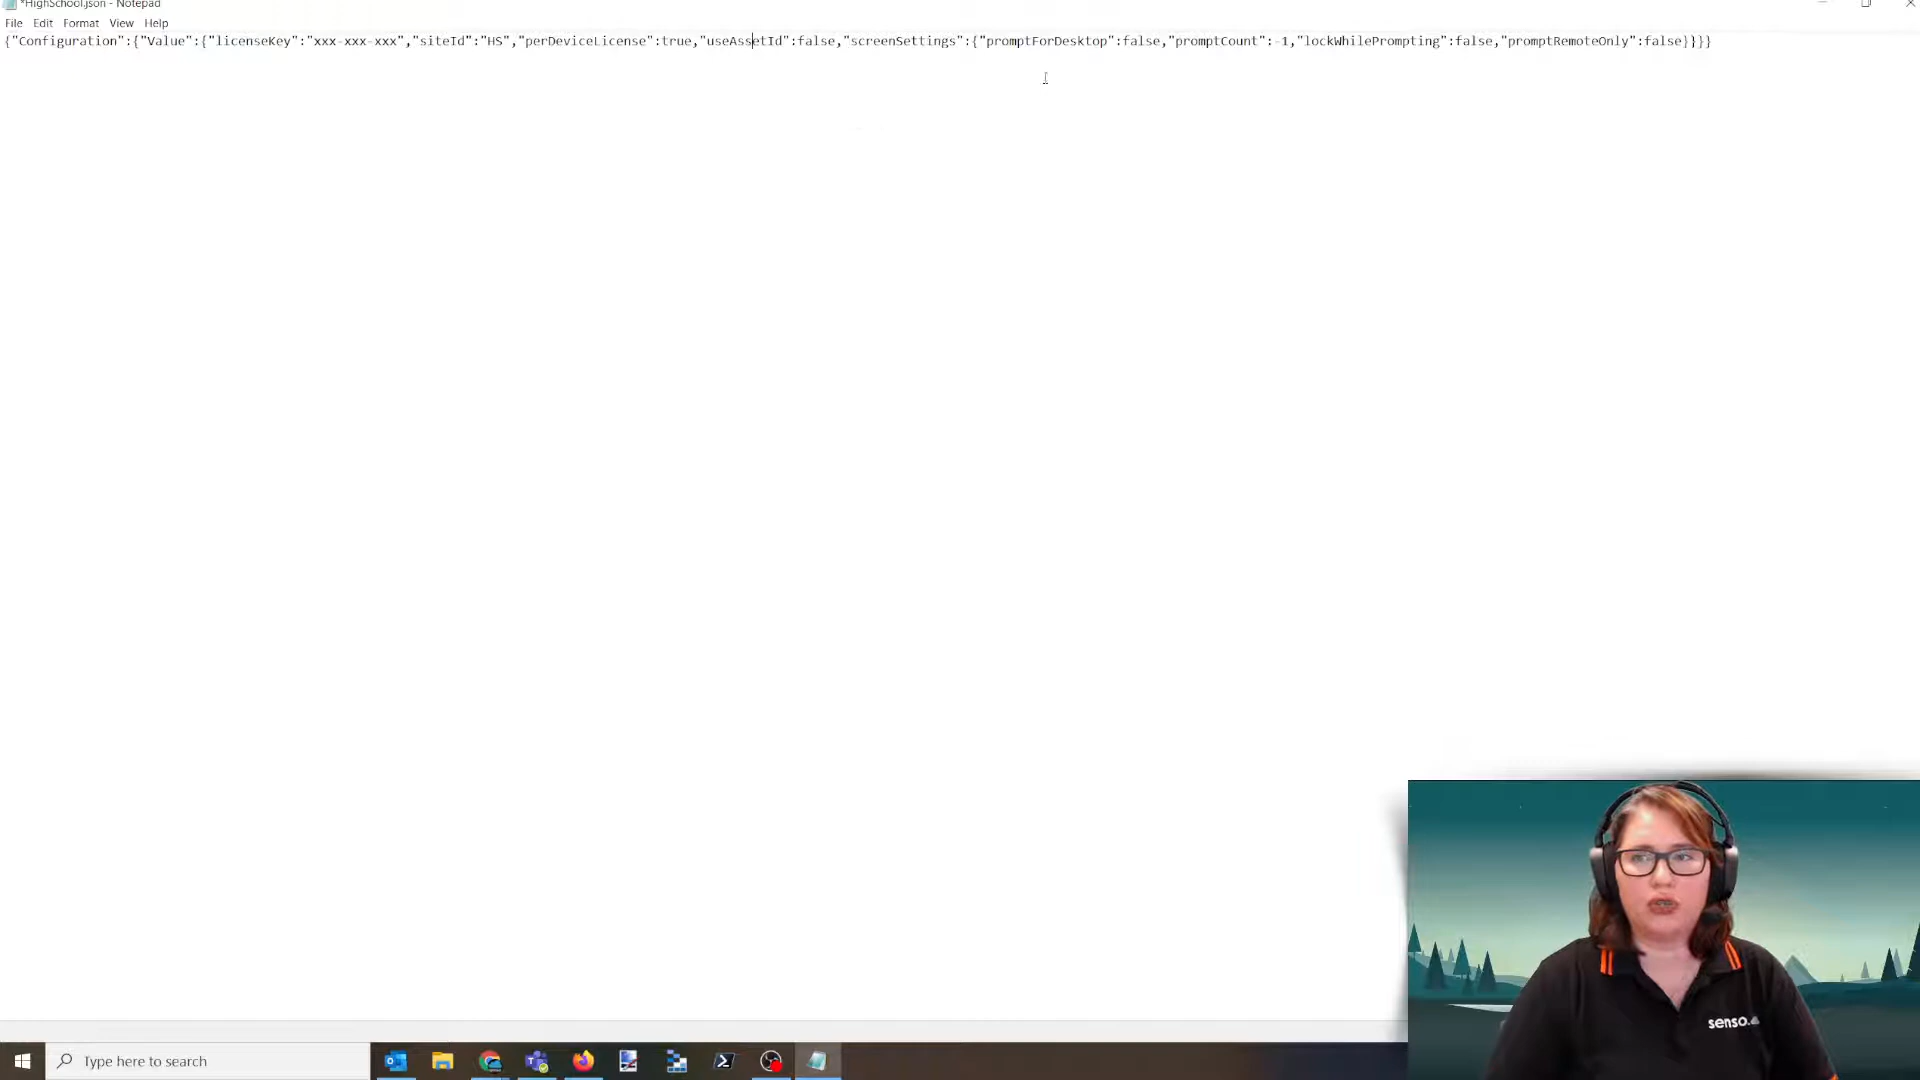 *HighSchool.json - Notepad
File Edit Format View Help
{"Configuration":{"Value":{"licenseKey":"xxx-xxx-xxx","siteId":"HS","perDeviceLicense":true,"useAssetId":false,"screenSettings":{"promptForDesktop":false,"promptCount":-1,"lockWhilePrompting":false,"promptRemoteOnly":false}}}}
senso.
Type here to search